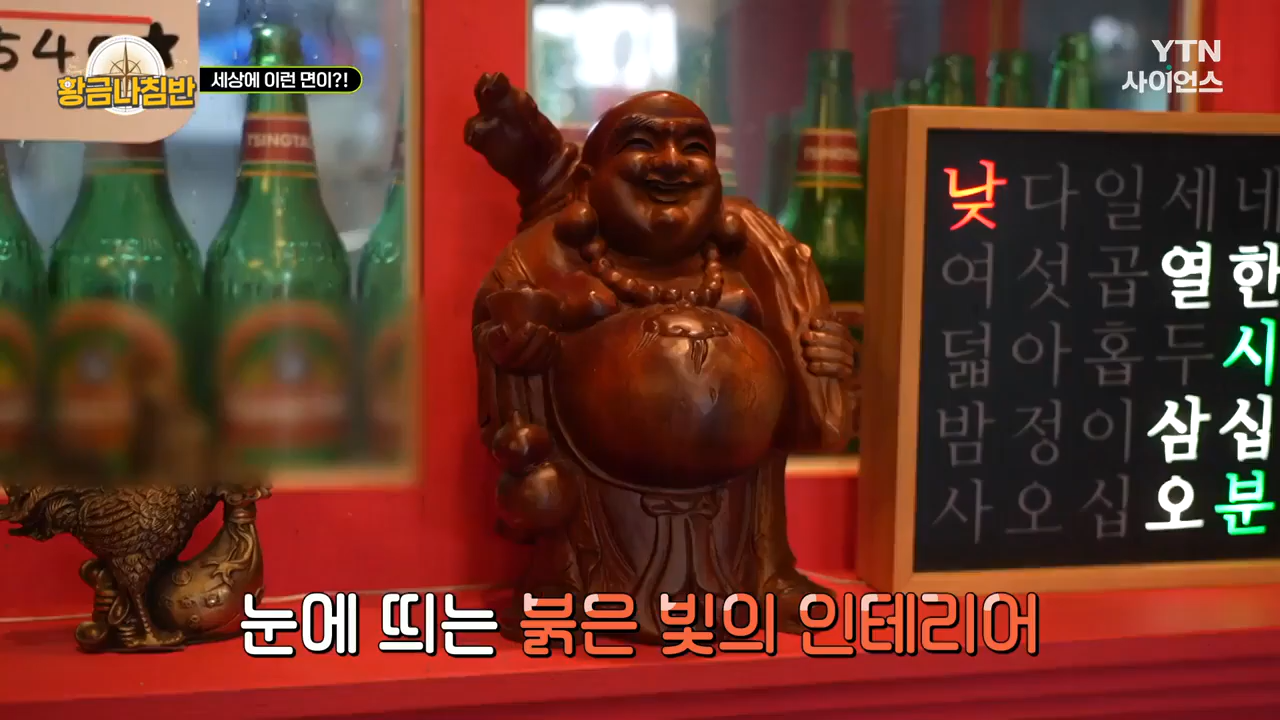 54
황금나침반
세상에 이런 면이?!
YTN
사이언스
TSINGTA
TSINGTAO
낮다일세네
여섯곱열한
덟아홉두시
밤정이삼십
사오십오분
눈에 띄는 붉은 빛의 인테리어